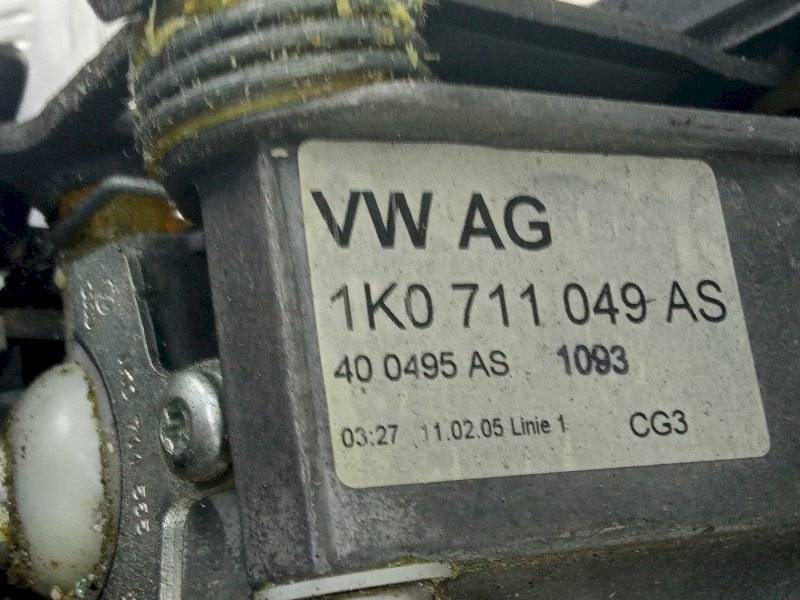 VW AG
1K0 711 049 AS
40 0495 AS 1093
03:27 11.02.05 Linie 1 CG3